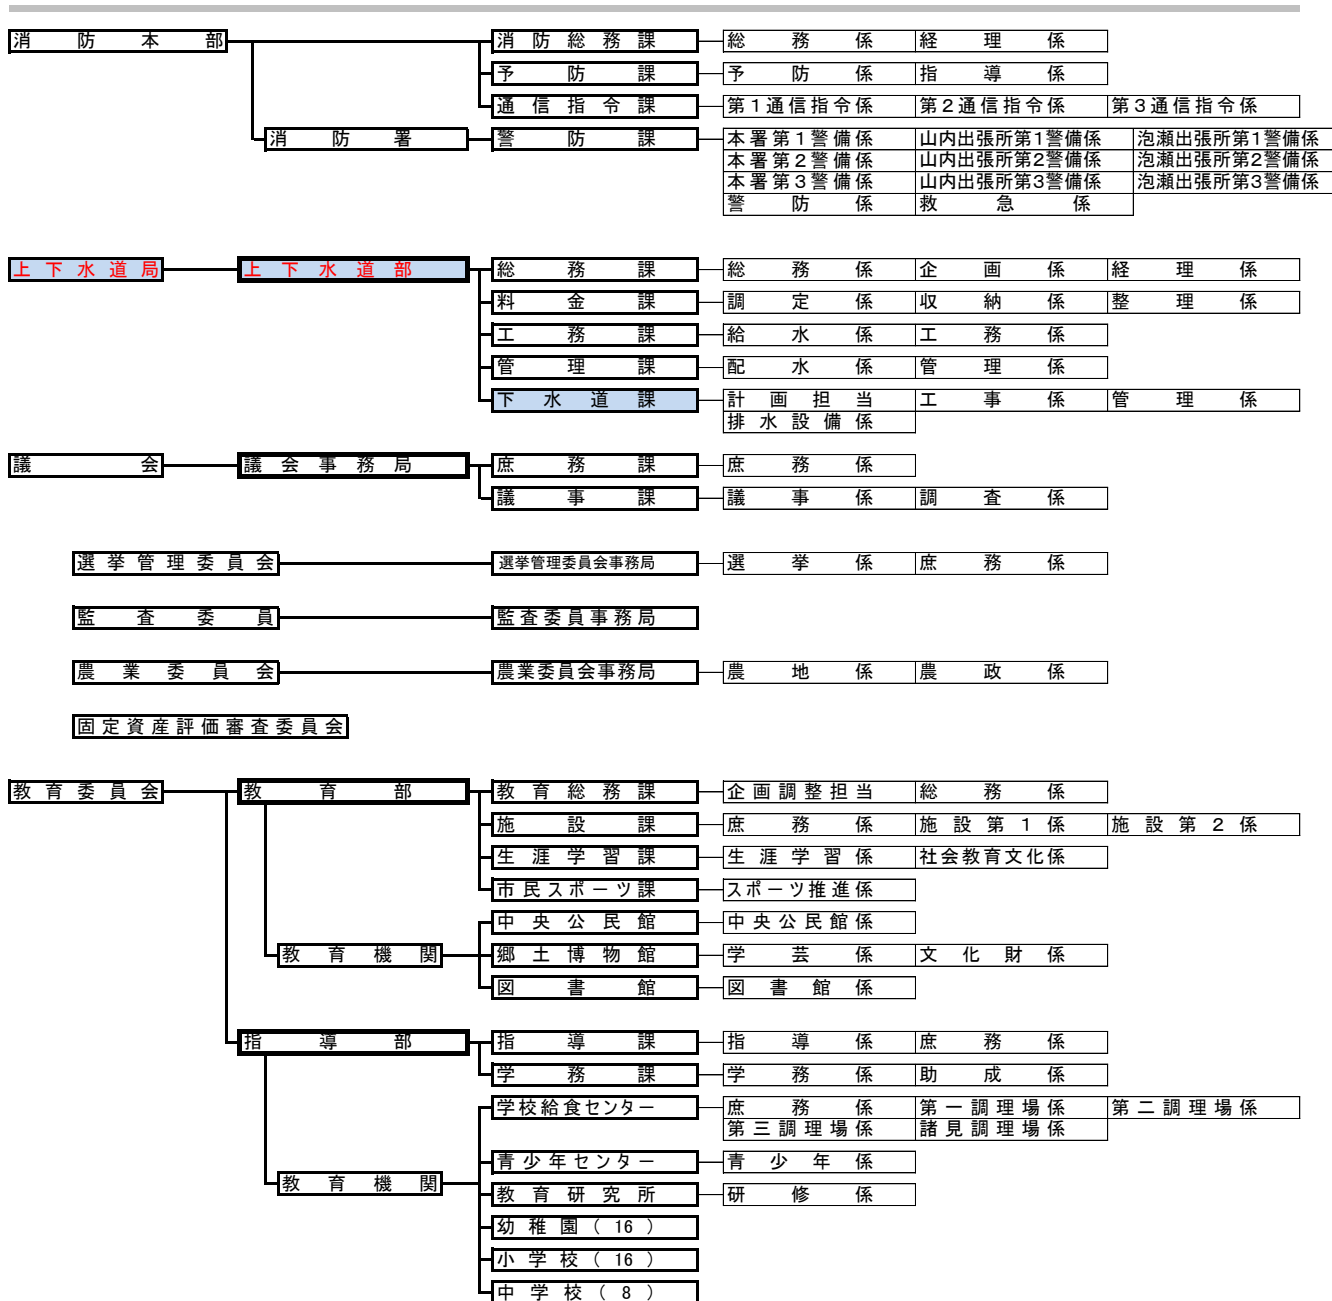 消防本部 消防総務課 総務係 経理係
予防課 予防係 指導係
通信指令課 第1通信指令係 第2通信指令係 第3通信指令係
消防署 警防課 本署第1警備係 山内出張所第1警備係 泡瀬出張所第1警備係
本署第2警備係 山内出張所第2警備係 泡瀬出張所第2警備係
本署第3警備係 山内出張所第3警備係 泡瀬出張所第3警備係
警防係 救急係
上下水道局 上下水道部 総務課 総務係 企画係 経理係
料金課 調定係 収納係 整理係
工務課 給水係 工務係
管理課 配水係 管理係
下水道課 計画担当 工事係 管理係
排水設備係
議会 議会事務局 庶務課 庶務係
議事課 議事係 調査係
選挙管理委員会 選挙管理委員会事務局 選挙係 庶務係
監査委員 監査委員事務局
農業委員会 農業委員会事務局 農地係 農政係
固定資産評価審査委員会
教育委員会 教育部 教育総務課 企画調整担当 総務係
施設課 庶務係 施設第1係 施設第2係
生涯学習課 生涯学習係 社会教育文化係
市民スポーツ課 スポーツ推進係
中央公民館 中央公民館係
教育機関 郷土博物館 学芸係 文化財係
図書館 図書館係
指導部 指導課 指導係 庶務係
学務課 学務係 助成係
学校給食センター 庶務係 第一調理場係 第二調理場係
第三調理場係 諸見調理場係
青少年センター 青少年係
教育機関 教育研究所 研修係
幼稚園(16)
小学校(16)
中学校(8)